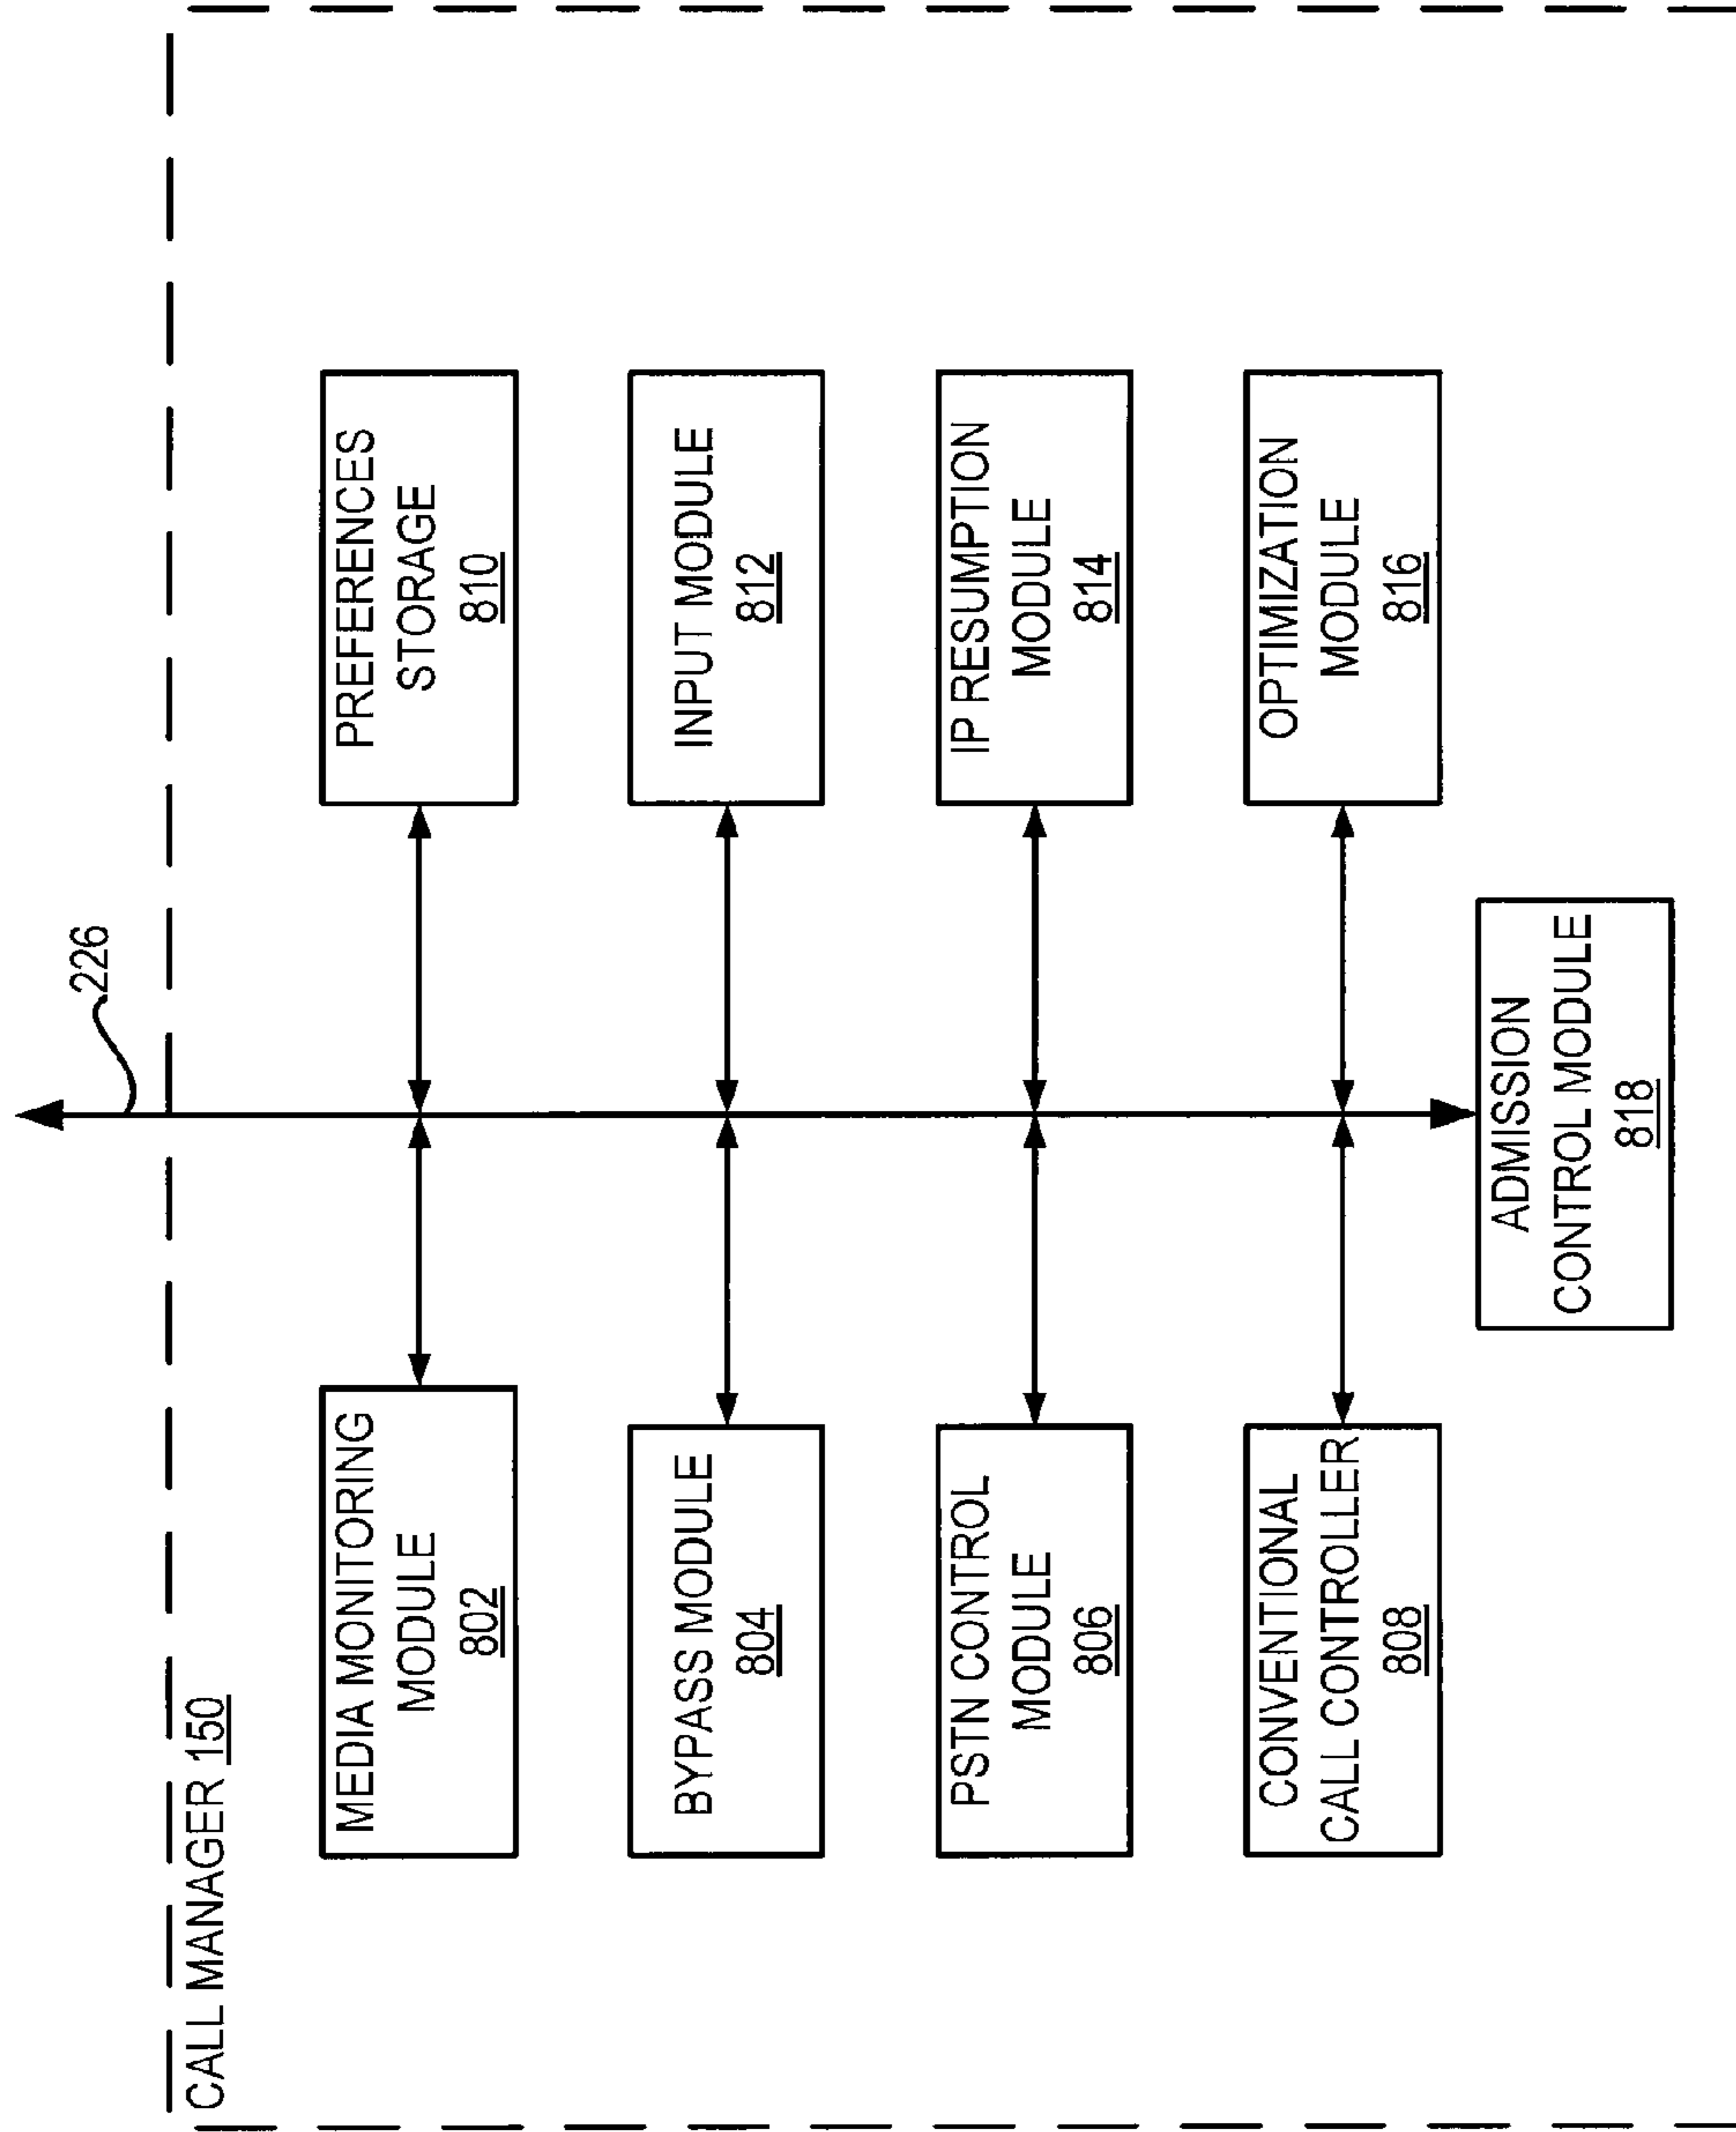 CALL MANAGER 150
226
MEDIA MONITORING
MODULE
802
BYPASS MODULE
804
PSTN CONTROL
MODULE
806
CONVENTIONAL
CALL CONTROLLER
808
PREFERENCES
STORAGE
810
INPUT MODULE
812
IP RESUMPTION
MODULE
814
OPTIMIZATION
MODULE
816
ADMISSION
CONTROL MODULE
818